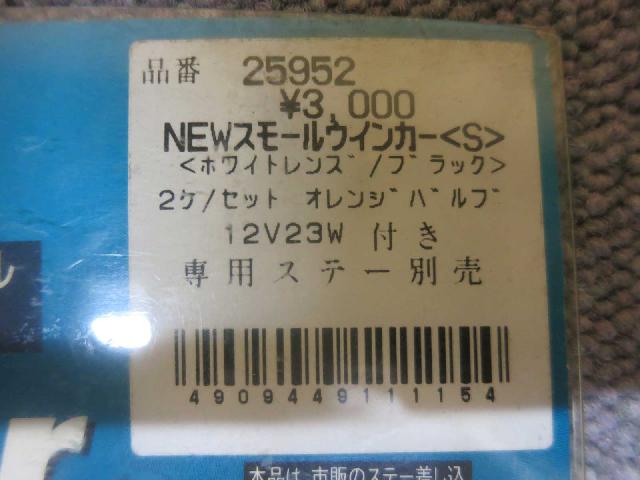 品番 25952
¥3,000
NEWスモールウインカー<S>
<ホワイトレンズ/ブラック>
2ケ/セット オレンジバルブ
12V23W 付き
専用ステー別売
4909449111154
ル
r
本品は、市販のステー差し込